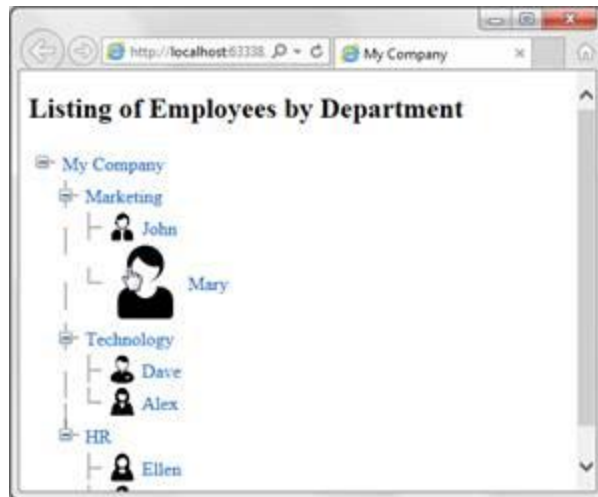 http://localhost:63338
My Company
Listing of Employees by Department
My Company
Marketing
John
Mary
Technology
Dave
Alex
HR
Ellen